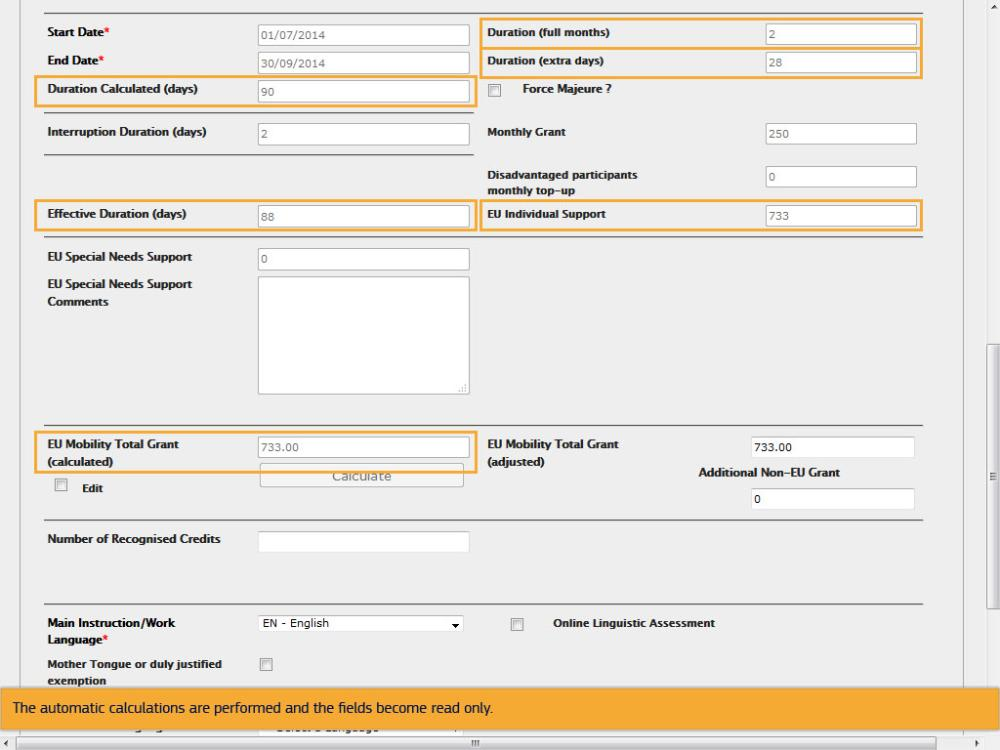 Start Date* 01/07/2014 Duration (full months) 2
End Date* 30/09/2014 Duration (extra days) 28
Duration Calculated (days) 90 Force Majeure ?
Interruption Duration (days) 2 Monthly Grant 250
Disadvantaged participants 0
monthly top-up
Effective Duration (days) 88 EU Individual Support 733
EU Special Needs Support 0
EU Special Needs Support
Comments
EU Mobility Total Grant 733.00 EU Mobility Total Grant 733.00
(calculated) (adjusted)
Calculate Additional Non-EU Grant
Edit 0
Number of Recognised Credits
Main Instruction/Work EN - English Online Linguistic Assessment
Language*
Mother Tongue or duly justified
exemption
The automatic calculations are performed and the fields become read only.